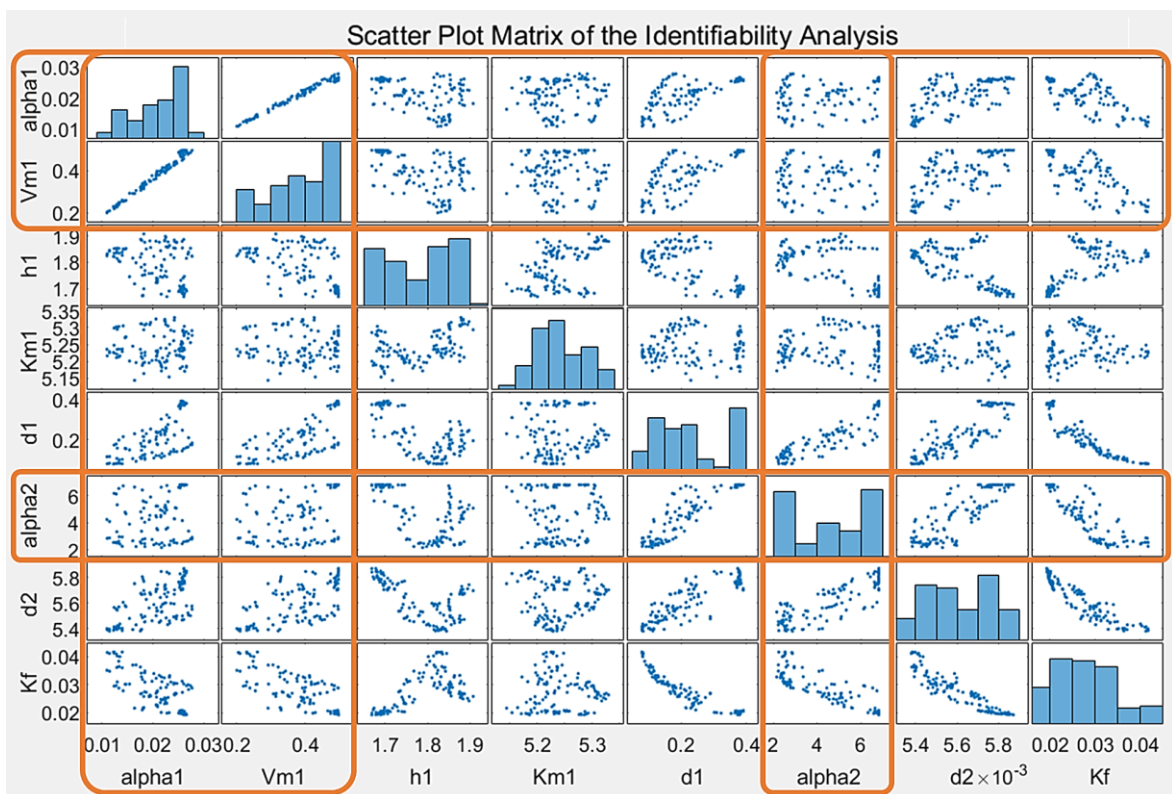 Scatter Plot Matrix of the Identifiability Analysis
alpha1
0.03
0.02
0.01
Vm1
0.4
0.2
h1
1.9
1.8
1.7
Km1
5.35
5.3
5.25
5.2
5.15
d1
0.4
0.2
alpha2
6
4
2
d2
5.8
5.6
5.4
Kf
0.04
0.03
0.02
0.01 0.02 0.03 0.2 0.4 1.7 1.8 1.9 5.2 5.3 0.2 0.4 2 4 6 5.4 5.6 5.8 0.02 0.03 0.04
alpha1 Vm1 h1 Km1 d1 alpha2 d2×10⁻³ Kf